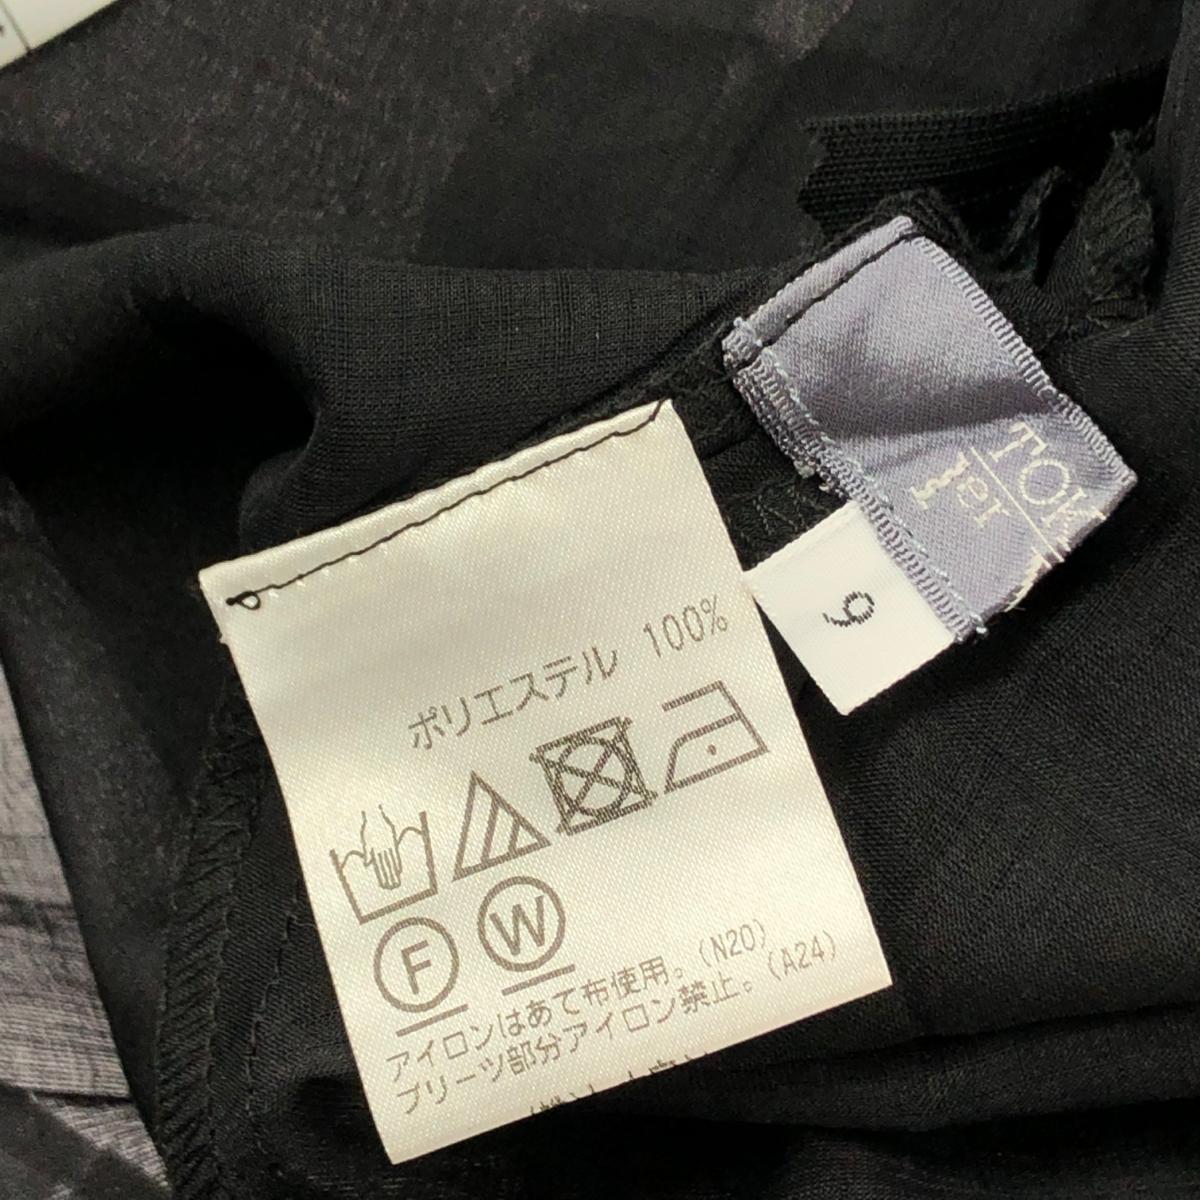 TOK
9
ポリエステル 100%
F W
アイロンはあて布使用。(N20)
プリーツ部分アイロン禁止。(A24)